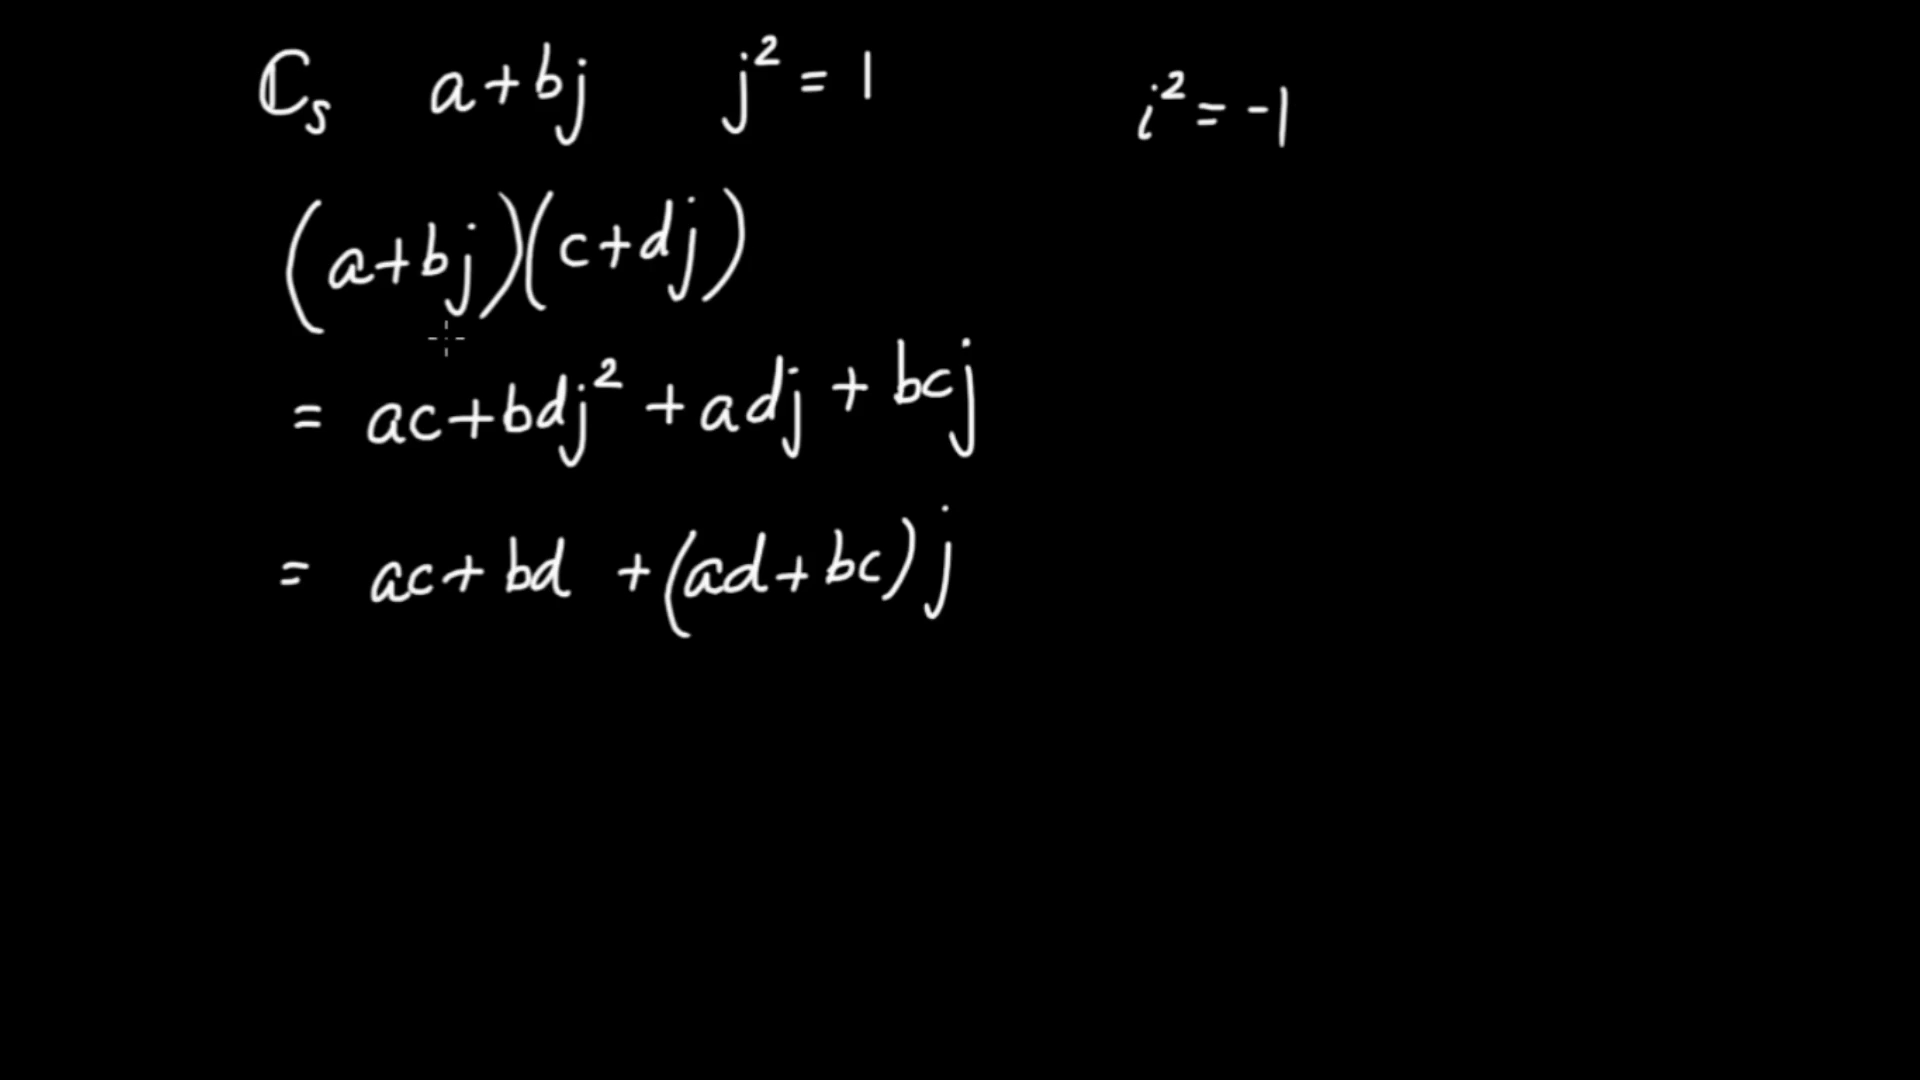 ℂₛ a+bj j²=1 i²=-1
(a+bj)(c+dj)
= ac+bdj²+adj+bcj
= ac+bd +(ad+bc)j